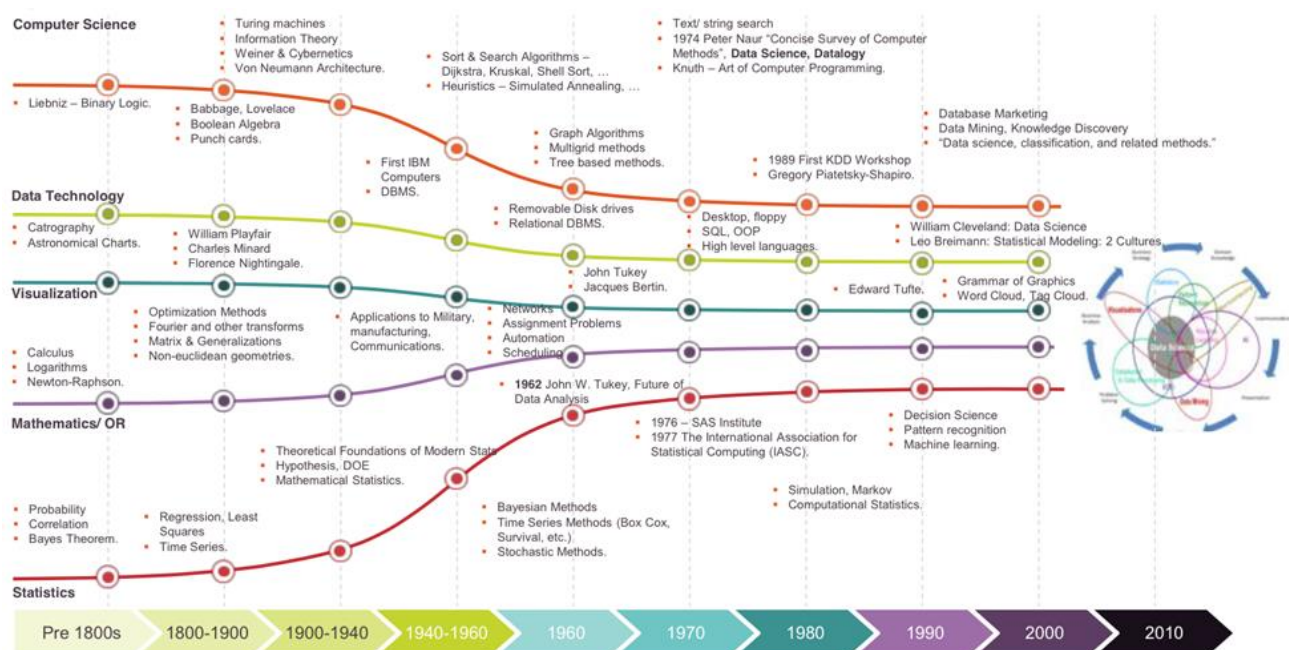 Computer Science
▪ Turing machines
▪ Information Theory
▪ Weiner & Cybernetics
▪ Von Neumann Architecture.
▪ Text/ string search
▪ 1974 Peter Naur “Concise Survey of Computer
Methods”, Data Science, Datalogy
▪ Knuth – Art of Computer Programming.
▪ Sort & Search Algorithms –
Dijkstra, Kruskal, Shell Sort, …
▪ Heuristics – Simulated Annealing, …
▪ Liebniz – Binary Logic.
▪ Babbage, Lovelace
▪ Boolean Algebra
▪ Punch cards.
▪ Database Marketing
▪ Data Mining, Knowledge Discovery
▪ “Data science, classification, and related methods.”
▪ Graph Algorithms
▪ Multigrid methods
▪ Tree based methods.
▪ First IBM
Computers
▪ DBMS.
▪ 1989 First KDD Workshop
▪ Gregory Piatetsky-Shapiro.
Data Technology
▪ Catrography
▪ Astronomical Charts.
▪ William Playfair
▪ Charles Minard
▪ Florence Nightingale.
▪ Removable Disk drives
▪ Relational DBMS.
▪ Desktop, floppy
▪ SQL, OOP
▪ High level languages.
▪ William Cleveland: Data Science
▪ Leo Breimann: Statistical Modeling: 2 Cultures
▪ John Tukey
▪ Jacques Bertin.
▪ Edward Tufte.
▪ Grammar of Graphics
▪ Word Cloud, Tag Cloud.
Visualization
▪ Optimization Methods
▪ Fourier and other transforms
▪ Matrix & Generalizations
▪ Non-euclidean geometries.
▪ Applications to Military,
manufacturing,
Communications.
▪ Networks
▪ Assignment Problems
▪ Automation
▪ Scheduling
▪ Calculus
▪ Logarithms
▪ Newton-Raphson.
▪ 1962 John W. Tukey, Future of
Data Analysis
Mathematics/ OR
▪ 1976 – SAS Institute
▪ 1977 The International Association for
Statistical Computing (IASC).
▪ Decision Science
▪ Pattern recognition
▪ Machine learning.
▪ Theoretical Foundations of Modern Stats
▪ Hypothesis, DOE
▪ Mathematical Statistics.
▪ Simulation, Markov
▪ Computational Statistics.
▪ Probability
▪ Correlation
▪ Bayes Theorem.
▪ Regression, Least
Squares
▪ Time Series.
▪ Bayesian Methods
▪ Time Series Methods (Box Cox,
Survival, etc.)
▪ Stochastic Methods.
Statistics
Visualization
Data Science
Data Mining
Pre 1800s
1800-1900
1900-1940
1940-1960
1960
1970
1980
1990
2000
2010